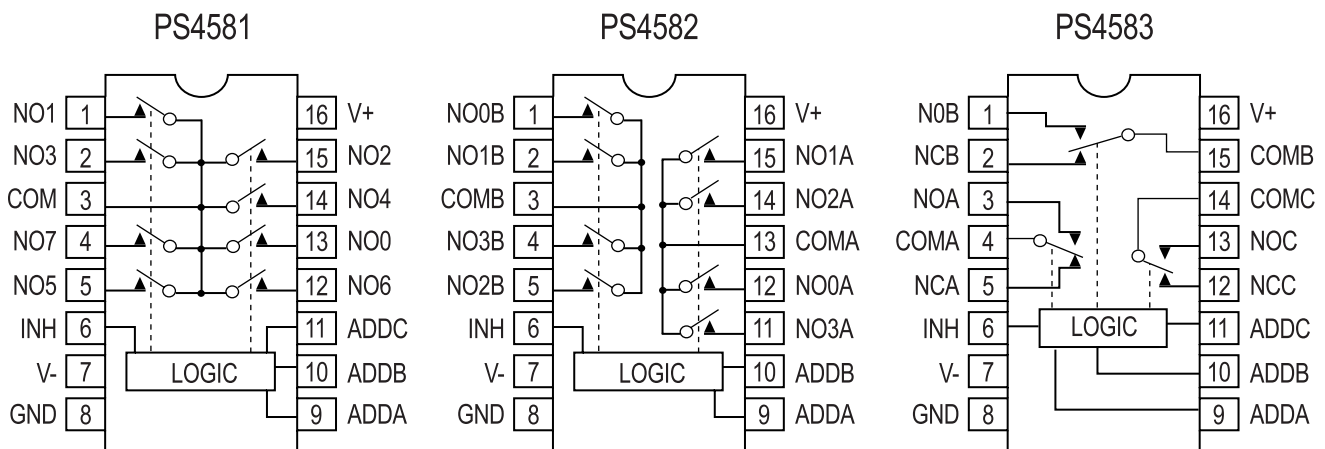 PS4581
NO1 1 16 V+
NO3 2 15 NO2
COM 3 14 NO4
NO7 4 13 NO0
NO5 5 12 NO6
INH 6 11 ADDC
V- 7 LOGIC 10 ADDB
GND 8 9 ADDA
PS4582
NO0B 1 16 V+
NO1B 2 15 NO1A
COMB 3 14 NO2A
NO3B 4 13 COMA
NO2B 5 12 NO0A
INH 6 11 NO3A
V- 7 LOGIC 10 ADDB
GND 8 9 ADDA
PS4583
N0B 1 16 V+
NCB 2 15 COMB
NOA 3 14 COMC
COMA 4 13 NOC
NCA 5 12 NCC
INH 6 LOGIC 11 ADDC
V- 7 10 ADDB
GND 8 9 ADDA